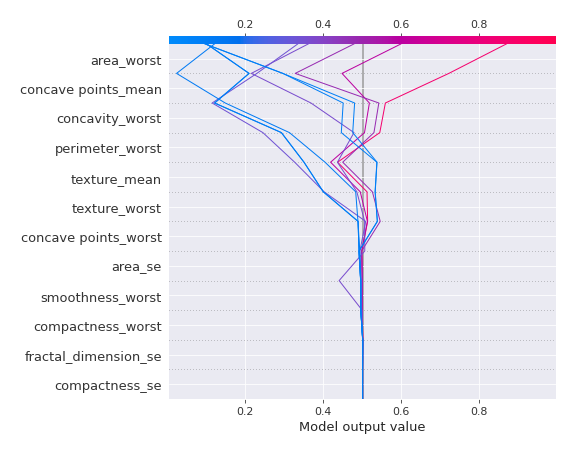 0.2 0.4 0.6 0.8
area_worst
concave points_mean
concavity_worst
perimeter_worst
texture_mean
texture_worst
concave points_worst
area_se
smoothness_worst
compactness_worst
fractal_dimension_se
compactness_se
0.2 0.4 0.6 0.8
Model output value